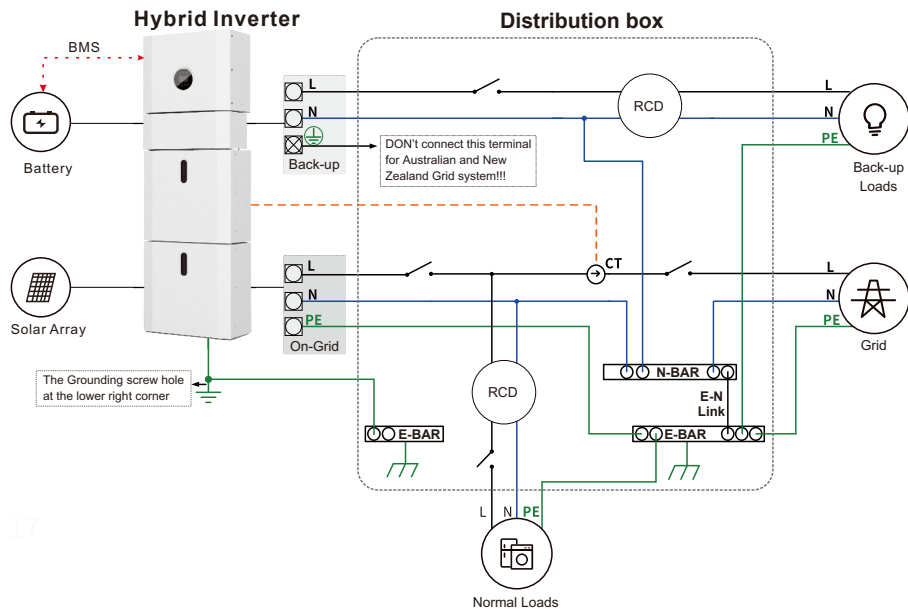 Hybrid Inverter
Distribution box
BMS
Battery
Solar Array
L
N
Back-up
DON't connect this terminal
for Australian and New
Zealand Grid system!!!
RCD
L
N
PE
Back-up
Loads
L
N
PE
On-Grid
CT
L
N
PE
Grid
The Grounding screw hole
at the lower right corner
RCD
N-BAR
E-N
Link
E-BAR
E-BAR
L N PE
Normal Loads
17